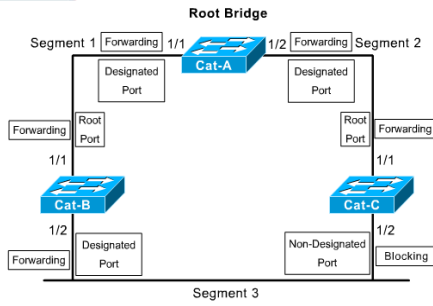 Root Bridge
Segment 1 Forwarding 1/1 1/2 Forwarding Segment 2
Cat-A
Designated
Port
Designated
Port
Forwarding
Root
Port
Root
Port
Forwarding
1/1
1/1
Cat-B
Cat-C
1/2
1/2
Forwarding
Designated
Port
Non-Designated
Port
Blocking
Segment 3